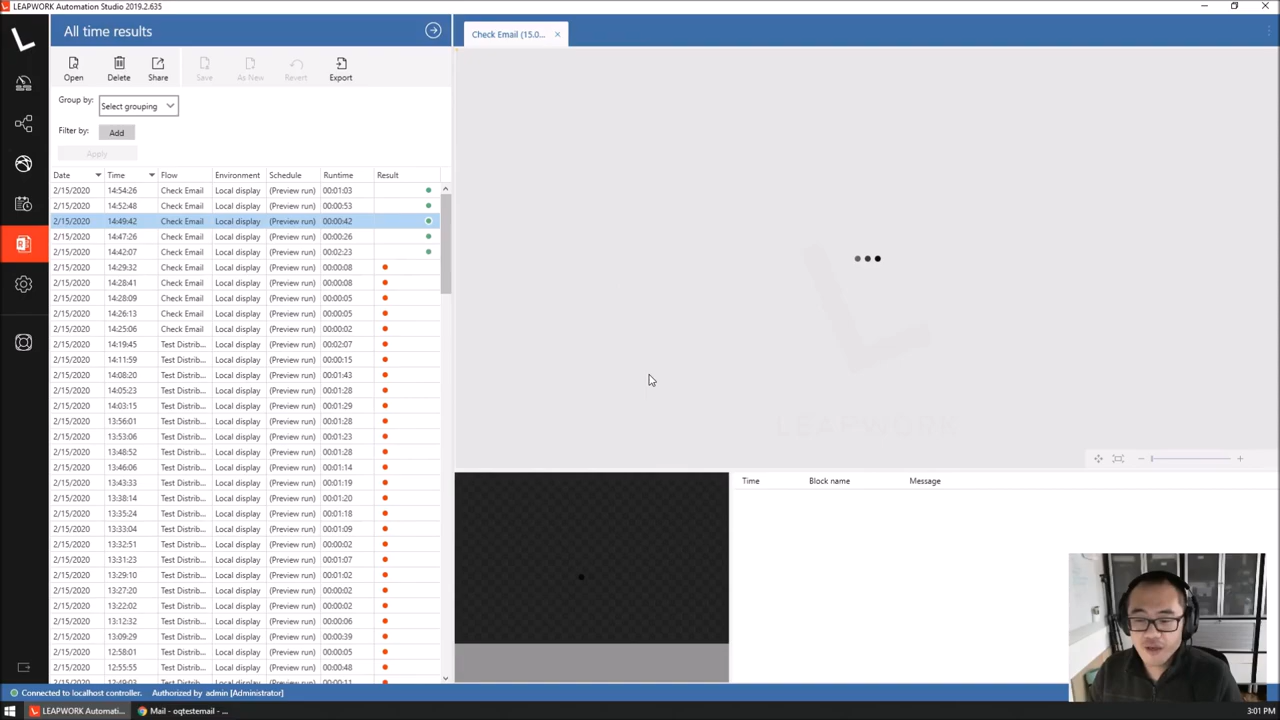 LEAPWORK Automation Studio 2019.2.635
All time results
Check Email (15.0...
Open Delete Share Save As New Revert Export
Group by: Select grouping
Filter by: Add
Apply
Date Time Flow Environment Schedule Runtime Result
2/15/2020 14:54:26 Check Email Local display (Preview run) 00:01:03
2/15/2020 14:52:48 Check Email Local display (Preview run) 00:00:53
2/15/2020 14:49:42 Check Email Local display (Preview run) 00:00:42
2/15/2020 14:47:26 Check Email Local display (Preview run) 00:00:26
2/15/2020 14:42:07 Check Email Local display (Preview run) 00:02:23
2/15/2020 14:29:32 Check Email Local display (Preview run) 00:00:08
2/15/2020 14:28:41 Check Email Local display (Preview run) 00:00:08
2/15/2020 14:28:09 Check Email Local display (Preview run) 00:00:05
2/15/2020 14:26:13 Check Email Local display (Preview run) 00:00:05
2/15/2020 14:25:06 Check Email Local display (Preview run) 00:00:02
2/15/2020 14:19:45 Test Distrib... Local display (Preview run) 00:02:07
2/15/2020 14:11:59 Test Distrib... Local display (Preview run) 00:00:15
2/15/2020 14:08:20 Test Distrib... Local display (Preview run) 00:01:43
2/15/2020 14:05:23 Test Distrib... Local display (Preview run) 00:01:28
2/15/2020 14:03:15 Test Distrib... Local display (Preview run) 00:01:29
2/15/2020 13:56:01 Test Distrib... Local display (Preview run) 00:01:28
2/15/2020 13:53:06 Test Distrib... Local display (Preview run) 00:01:23
2/15/2020 13:48:52 Test Distrib... Local display (Preview run) 00:01:28
2/15/2020 13:46:06 Test Distrib... Local display (Preview run) 00:01:14
2/15/2020 13:43:33 Test Distrib... Local display (Preview run) 00:01:19
2/15/2020 13:38:14 Test Distrib... Local display (Preview run) 00:01:20
2/15/2020 13:35:24 Test Distrib... Local display (Preview run) 00:01:18
2/15/2020 13:33:04 Test Distrib... Local display (Preview run) 00:01:09
2/15/2020 13:32:51 Test Distrib... Local display (Preview run) 00:00:02
2/15/2020 13:31:23 Test Distrib... Local display (Preview run) 00:01:07
2/15/2020 13:29:10 Test Distrib... Local display (Preview run) 00:01:02
2/15/2020 13:27:20 Test Distrib... Local display (Preview run) 00:00:02
2/15/2020 13:22:02 Test Distrib... Local display (Preview run) 00:00:02
2/15/2020 13:12:32 Test Distrib... Local display (Preview run) 00:00:06
2/15/2020 13:09:29 Test Distrib... Local display (Preview run) 00:00:39
2/15/2020 12:58:01 Test Distrib... Local display (Preview run) 00:00:05
2/15/2020 12:55:55 Test Distrib... Local display (Preview run) 00:00:48
2/15/2020 12:49:03 Test Distrib... Local display (Preview run) 00:00:11
LEAPWORK
Time Block name Message
Connected to localhost controller. Authorized by admin [Administrator]
LEAPWORK Automati... Mail - oqtestemail - ... 3:01 PM